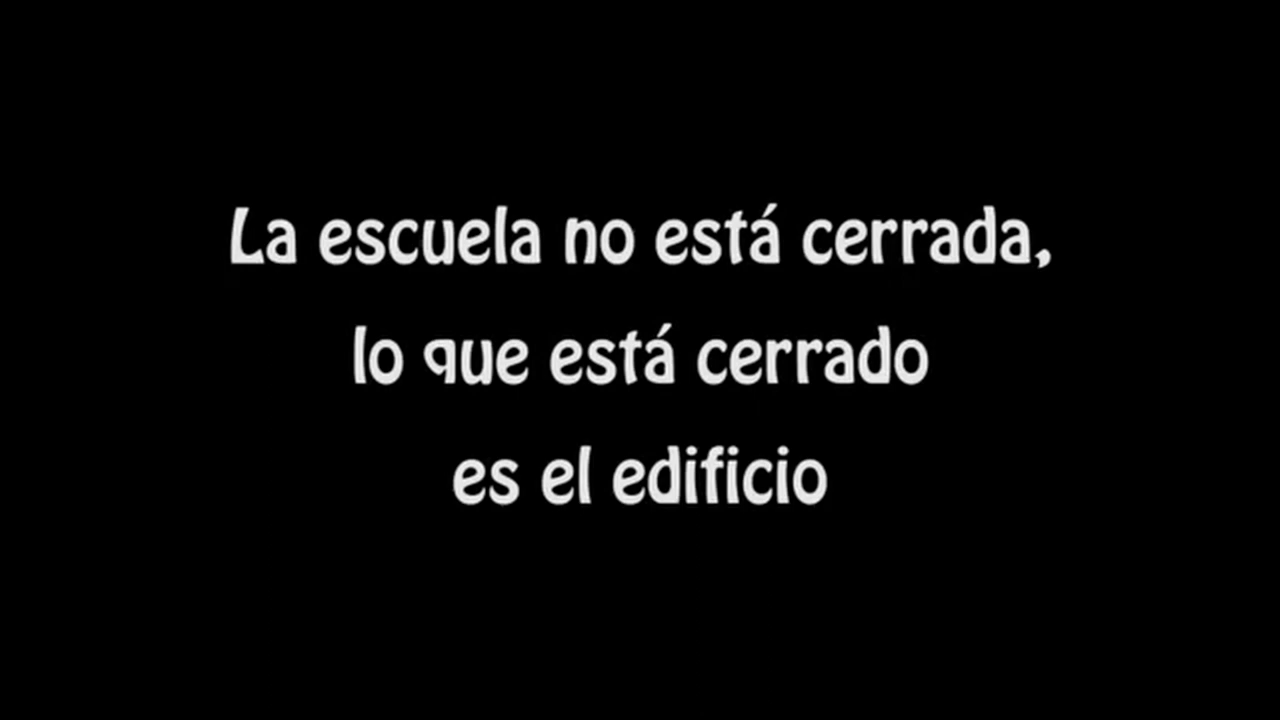 La escuela no está cerrada,
lo que está cerrado
es el edificio